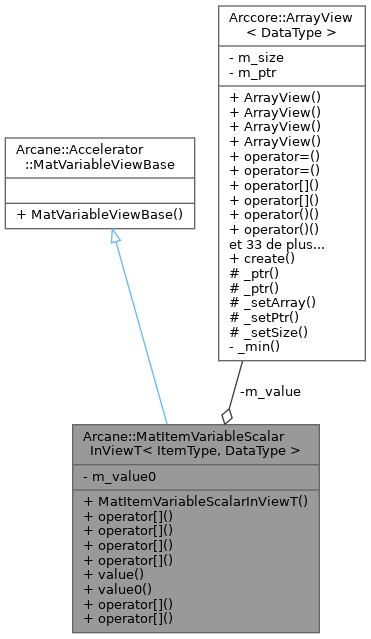 Arccore::ArrayView
< DataType >
- m_size
- m_ptr
+ ArrayView()
+ ArrayView()
+ ArrayView()
+ ArrayView()
+ operator=()
+ operator=()
+ operator[]()
+ operator[]()
+ operator()()
+ operator()()
et 33 de plus...
+ create()
# _ptr()
# _ptr()
# _setArray()
# _setPtr()
# _setSize()
- _min()
Arcane::Accelerator
::MatVariableViewBase
+ MatVariableViewBase()
-m_value
Arcane::MatItemVariableScalar
InViewT< ItemType, DataType >
- m_value0
+ MatItemVariableScalarInViewT()
+ operator[]()
+ operator[]()
+ operator[]()
+ operator[]()
+ value()
+ value0()
+ operator[]()
+ operator[]()